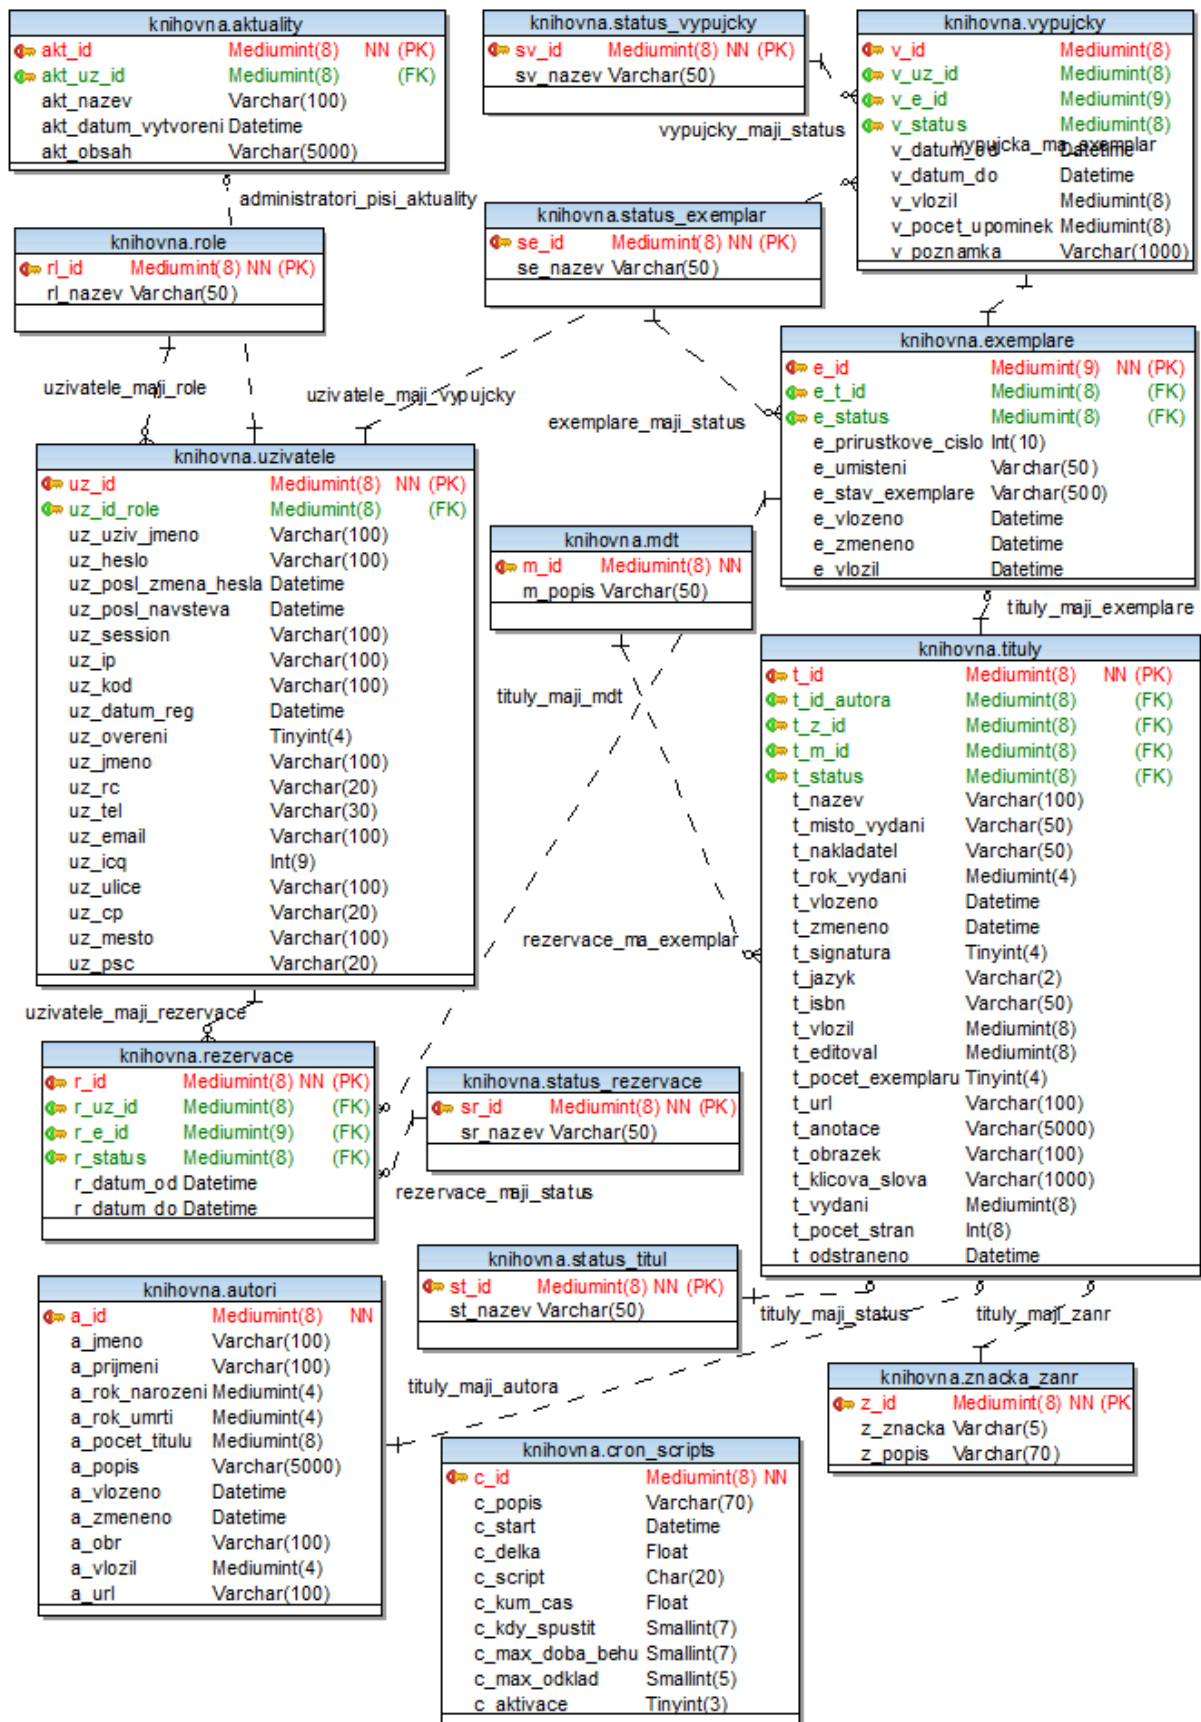 knihovna.aktuality
akt_id Mediumint(8) NN (PK)
akt_uz_id Mediumint(8) (FK)
akt_nazev Varchar(100)
akt_datum_vytvoreni Datetime
akt_obsah Varchar(5000)
knihovna.status_vypujcky
sv_id Mediumint(8) NN (PK)
sv_nazev Varchar(50)
knihovna.vypujcky
v_id Mediumint(8)
v_uz_id Mediumint(8)
v_e_id Mediumint(9)
v_status Mediumint(8)
v_datum_od Datetime
v_datum_do Datetime
v_vlozil Mediumint(8)
v_pocet_upominek Mediumint(8)
v_poznamka Varchar(1000)
vypujcky_maji_status
vypujcka_ma_exemplar
administratori_pisi_aktuality
knihovna.role
rl_id Mediumint(8) NN (PK)
rl_nazev Varchar(50)
knihovna.status_exemplar
se_id Mediumint(8) NN (PK)
se_nazev Varchar(50)
uzivatele_maji_role
uzivatele_maji_vypujcky
exemplare_maji_status
knihovna.exemplare
e_id Mediumint(9) NN (PK)
e_t_id Mediumint(8) (FK)
e_status Mediumint(8) (FK)
e_prirustkove_cislo Int(10)
e_umisteni Varchar(50)
e_stav_exemplare Varchar(500)
e_vlozeno Datetime
e_zmeneno Datetime
e_vlozil Datetime
knihovna.uzivatele
uz_id Mediumint(8) NN (PK)
uz_id_role Mediumint(8) (FK)
uz_uziv_jmeno Varchar(100)
uz_heslo Varchar(100)
uz_posl_zmena_hesla Datetime
uz_posl_navsteva Datetime
uz_session Varchar(100)
uz_ip Varchar(100)
uz_kod Varchar(100)
uz_datum_reg Datetime
uz_overeni Tinyint(4)
uz_jmeno Varchar(100)
uz_rc Varchar(20)
uz_tel Varchar(30)
uz_email Varchar(100)
uz_icq Int(9)
uz_ulice Varchar(100)
uz_cp Varchar(20)
uz_mesto Varchar(100)
uz_psc Varchar(20)
knihovna.mdt
m_id Mediumint(8) NN
m_popis Varchar(50)
tituly_maji_exemplare
tituly_maji_mdt
knihovna.tituly
t_id Mediumint(8) NN (PK)
t_id_autora Mediumint(8) (FK)
t_z_id Mediumint(8) (FK)
t_m_id Mediumint(8) (FK)
t_status Mediumint(8) (FK)
t_nazev Varchar(100)
t_misto_vydani Varchar(50)
t_nakladatel Varchar(50)
t_rok_vydani Mediumint(4)
t_vlozeno Datetime
t_zmeneno Datetime
t_signatura Tinyint(4)
t_jazyk Varchar(2)
t_isbn Varchar(50)
t_vlozil Mediumint(8)
t_editoval Mediumint(8)
t_pocet_exemplaru Tinyint(4)
t_url Varchar(100)
t_anotace Varchar(5000)
t_obrazek Varchar(100)
t_klicova_slova Varchar(1000)
t_vydani Mediumint(8)
t_pocet_stran Int(8)
t_odstraneno Datetime
rezervace_ma_exemplar
uzivatele_maji_rezervace
knihovna.rezervace
r_id Mediumint(8) NN (PK)
r_uz_id Mediumint(8) (FK)
r_e_id Mediumint(9) (FK)
r_status Mediumint(8) (FK)
r_datum_od Datetime
r_datum_do Datetime
knihovna.status_rezervace
sr_id Mediumint(8) NN (PK)
sr_nazev Varchar(50)
rezervace_maji_status
knihovna.status_titul
st_id Mediumint(8) NN (PK)
st_nazev Varchar(50)
tituly_maji_status
tituly_maji_zanr
knihovna.autori
a_id Mediumint(8) NN
a_jmeno Varchar(100)
a_prijmeni Varchar(100)
a_rok_narozeni Mediumint(4)
a_rok_umrti Mediumint(4)
a_pocet_titulu Mediumint(8)
a_popis Varchar(5000)
a_vlozeno Datetime
a_zmeneno Datetime
a_obr Varchar(100)
a_vlozil Mediumint(4)
a_url Varchar(100)
tituly_maji_autora
knihovna.znacka_zanr
z_id Mediumint(8) NN (PK
z_znacka Varchar(5)
z_popis Varchar(70)
knihovna.cron_scripts
c_id Mediumint(8) NN
c_popis Varchar(70)
c_start Datetime
c_delka Float
c_script Char(20)
c_kum_cas Float
c_kdy_spustit Smallint(7)
c_max_doba_behu Smallint(7)
c_max_odklad Smallint(5)
c_aktivace Tinyint(3)